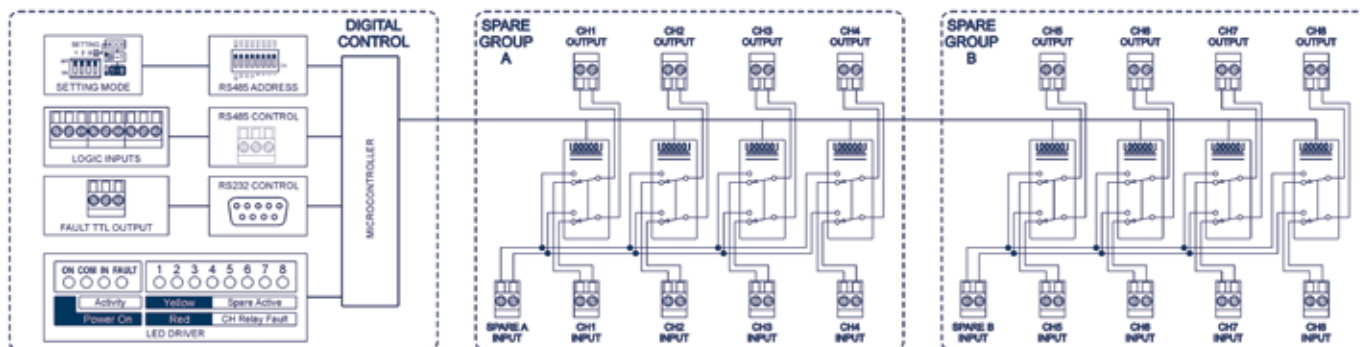 DIGITAL
CONTROL
SETTING
1 2 3
SETTING MODE
RS485 ADDRESS
LOGIC INPUTS
RS485 CONTROL
FAULT TTL OUTPUT
RS232 CONTROL
MICROCONTROLLER
ON COM IN FAULT
1 2 3 4 5 6 7 8
Activity
Yellow
Spare Active
Power On
Red
CH Relay Fault
LED DRIVER
SPARE
GROUP
A
CH1
OUTPUT
CH2
OUTPUT
CH3
OUTPUT
CH4
OUTPUT
SPARE A
INPUT
CH1
INPUT
CH2
INPUT
CH3
INPUT
CH4
INPUT
SPARE
GROUP
B
CH5
OUTPUT
CH6
OUTPUT
CH7
OUTPUT
CH8
OUTPUT
SPARE B
INPUT
CH5
INPUT
CH6
INPUT
CH7
INPUT
CH8
INPUT